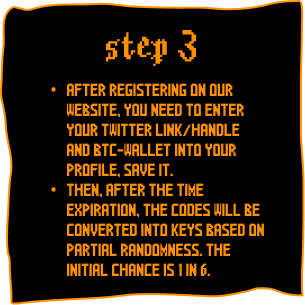 step 3
• AFTER REGISTERING ON OUR
WEBSITE, YOU NEED TO ENTER
YOUR TWITTER LINK/HANDLE
AND BTC-WALLET INTO YOUR
PROFILE, SAVE IT.
• THEN, AFTER THE TIME
EXPIRATION, THE CODES WILL BE
CONVERTED INTO KEYS BASED ON
PARTIAL RANDOMNESS. THE
INITIAL CHANCE IS 1 IN 6.